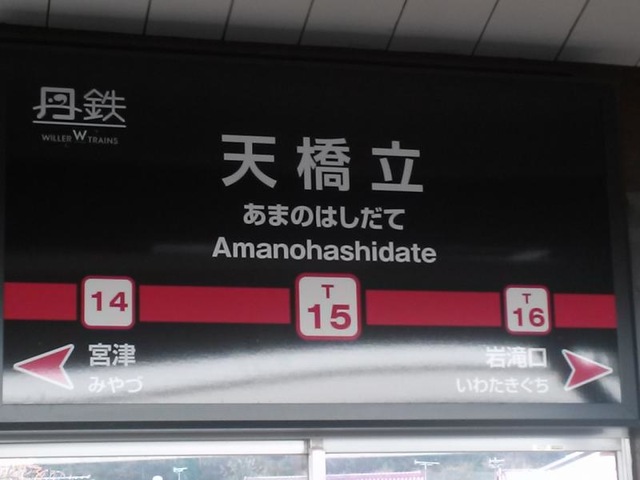 丹鉄
WILLER W TRAINS
天橋立
あまのはしだて
Amanohashidate
14
T
15
T
16
宮津
みやづ
岩滝口
いわたきぐち